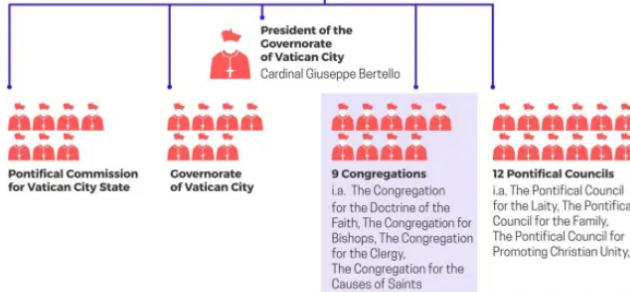 President of the
Governorate
of Vatican City
Cardinal Giuseppe Bertello
Pontifical Commission
for Vatican City State
Governorate
of Vatican City
9 Congregations
i.a. The Congregation
for the Doctrine of the
Faith, The Congregation for
Bishops, The Congregation
for the Clergy,
The Congregation for the
Causes of Saints
12 Pontifical Councils
i.a. The Pontifical Council
for the Laity, The Pontifical
Council for the Family,
The Pontifical Council for
Promoting Christian Unity,